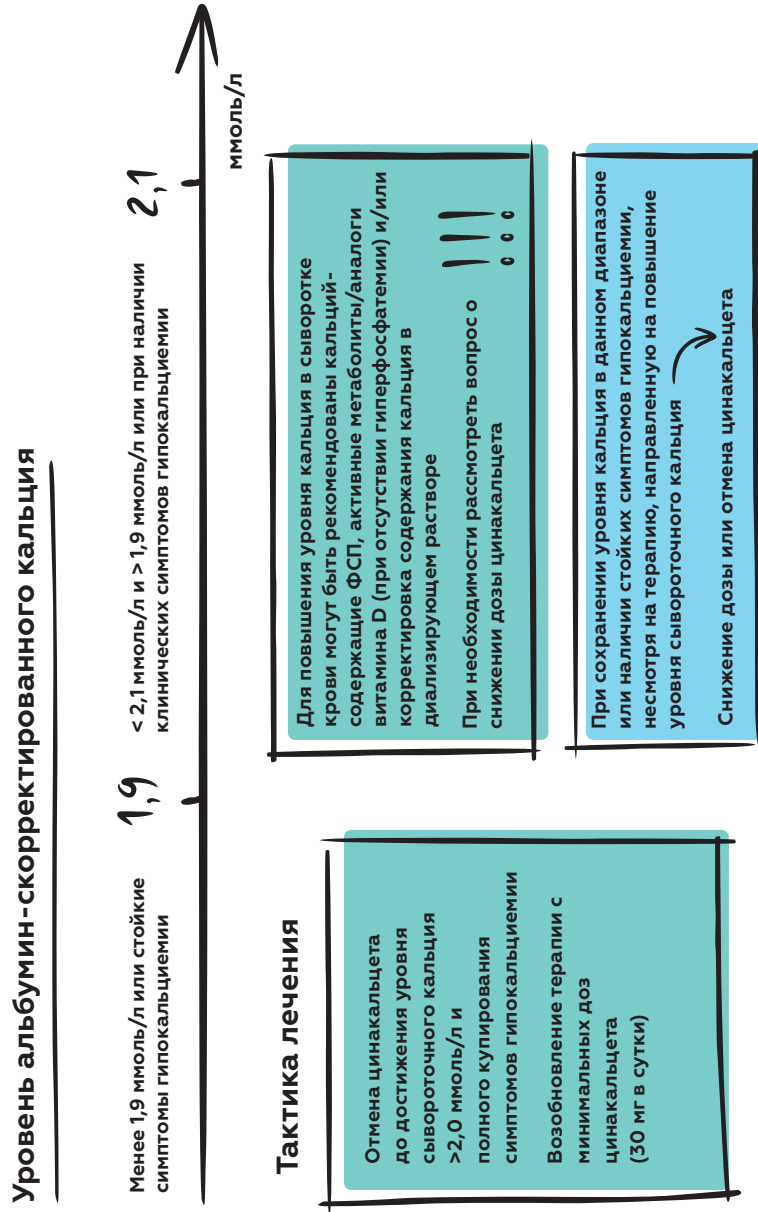 Уровень альбумин-скорректированного кальция
Менее 1,9 ммоль/л или стойкие
симптомы гипокальциемии
1,9
< 2,1 ммоль/л и > 1,9 ммоль/л или при наличии
клинических симптомов гипокальциемии
2,1
ммоль/л
Тактика лечения
Отмена цинакальцета
до достижения уровня
сывороточного кальция
>2,0 ммоль/л и
полного купирования
симптомов гипокальциемии
Возобновление терапии с
минимальных доз
цинакальцета
(30 мг в сутки)
Для повышения уровня кальция в сыворотке
крови могут быть рекомендованы кальций-
содержащие ФСП, активные метаболиты/аналоги
витамина D (при отсутствии гиперфосфатемии) и/или
корректировка содержания кальция в
диализирующем растворе
При необходимости рассмотреть вопрос о
снижении дозы цинакальцета
!!!
При сохранении уровня кальция в данном диапазоне
или наличии стойких симптомов гипокальциемии,
несмотря на терапию, направленную на повышение
уровня сывороточного кальция
Снижение дозы или отмена цинакальцета